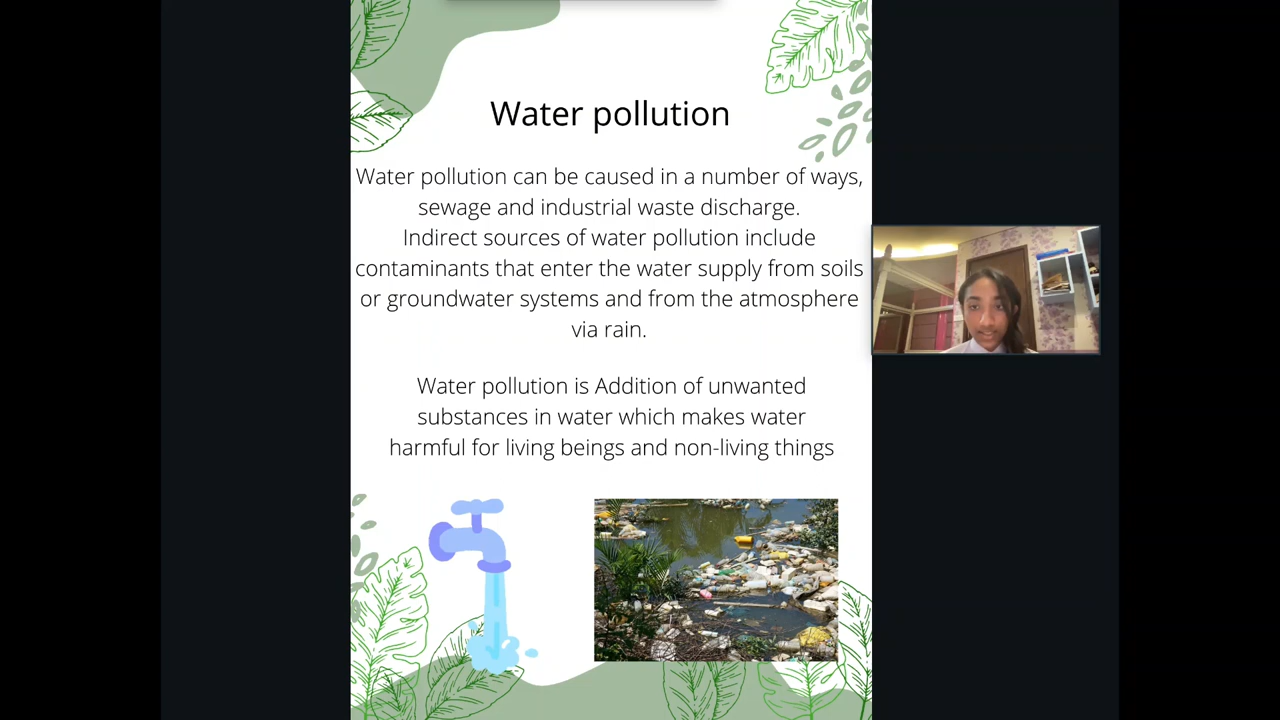 Water pollution
Water pollution can be caused in a number of ways,
sewage and industrial waste discharge.
Indirect sources of water pollution include
contaminants that enter the water supply from soils
or groundwater systems and from the atmosphere
via rain.
Water pollution is Addition of unwanted
substances in water which makes water
harmful for living beings and non-living things